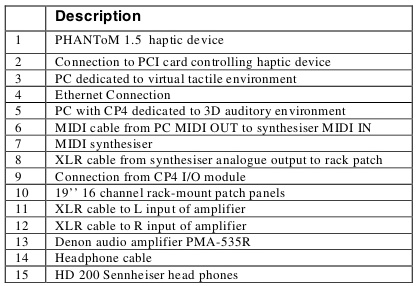 Description
1 PHANToM 1.5 haptic device
2 Connection to PCI card controlling haptic device
3 PC dedicated to virtual tactile environment
4 Ethernet Connection
5 PC with CP4 dedicated to 3D auditory environment
6 MIDI cable from PC MIDI OUT to synthesiser MIDI IN
7 MIDI synthesiser
8 XLR cable from synthesiser analogue output to rack patch
9 Connection from CP4 I/O module
10 19’’ 16 channel rack-mount patch panels
11 XLR cable to L input of amplifier
12 XLR cable to R input of amplifier
13 Denon audio amplifier PMA-535R
14 Headphone cable
15 HD 200 Sennheiser head phones